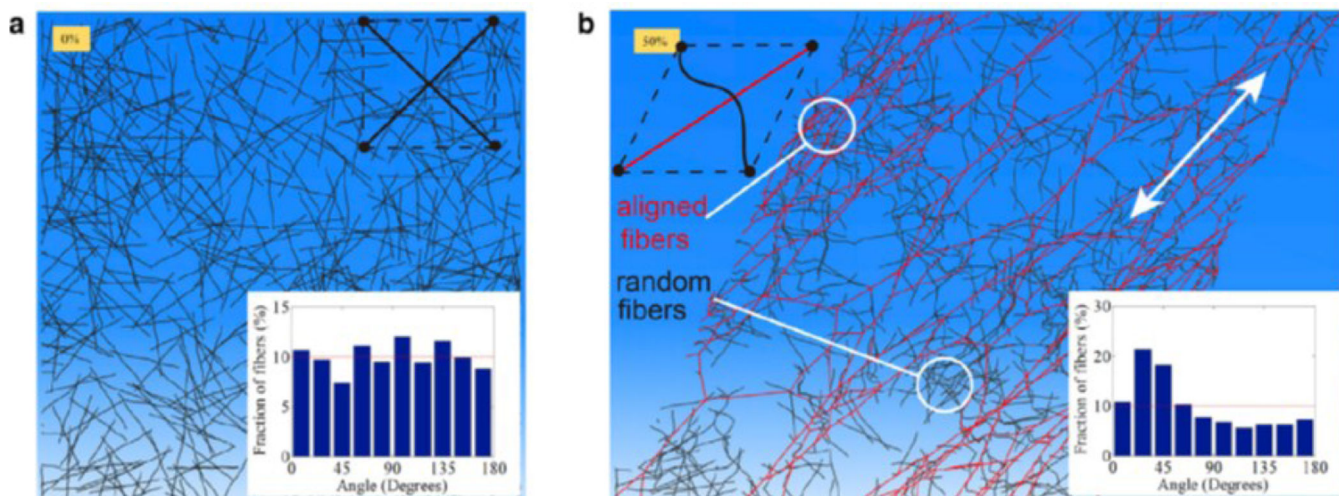 a
0%
15
10
5
0
Fraction of fibers (%)
0 45 90 135 180
Angle (Degrees)
b
50%
aligned
fibers
random
fibers
30
20
10
0
Fraction of fibers (%)
0 45 90 135 180
Angle (Degrees)